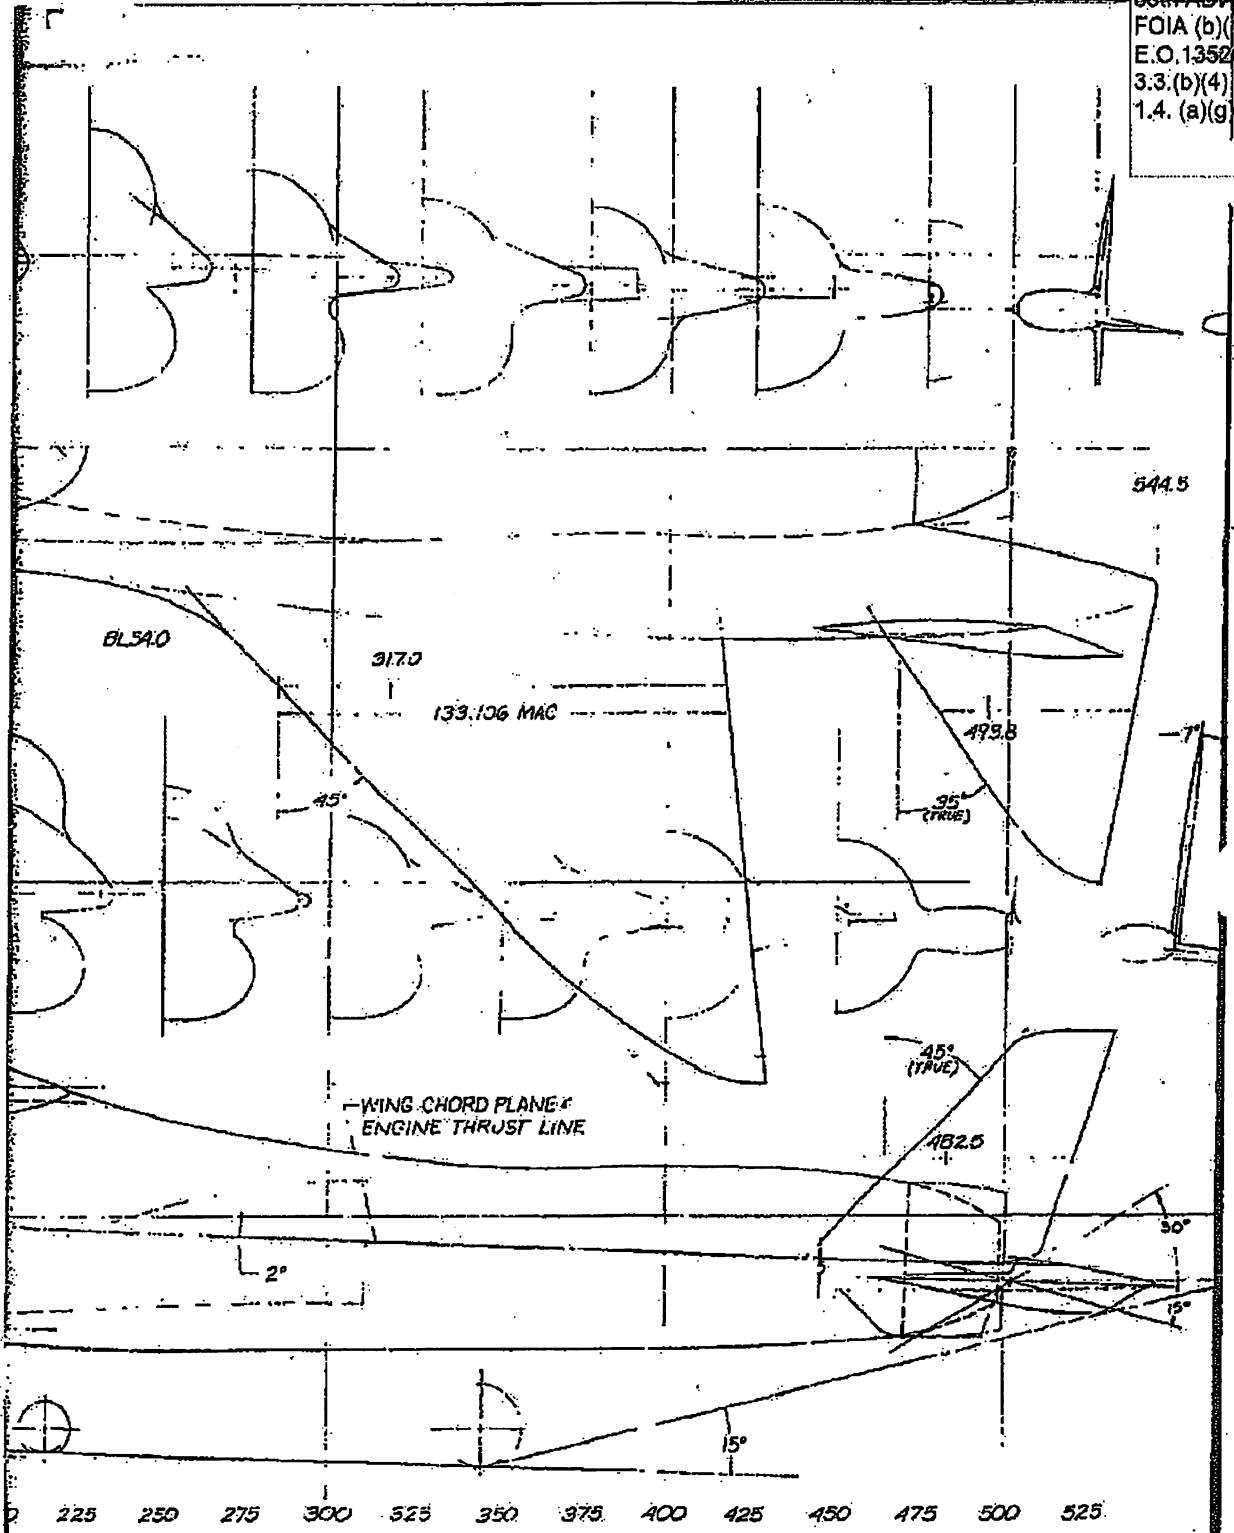 FOIA (b)(
E.O. 1352
3.3.(b)(4)
1.4. (a)(g)
544.5
BL54.0
317.0
133.106 MAC
493.8
7°
45°
35°
(TRUE)
45°
(TRUE)
WING CHORD PLANE &
ENGINE THRUST LINE
482.5
30°
2°
15°
15°
0 225 250 275 300 325 350 375 400 425 450 475 500 525